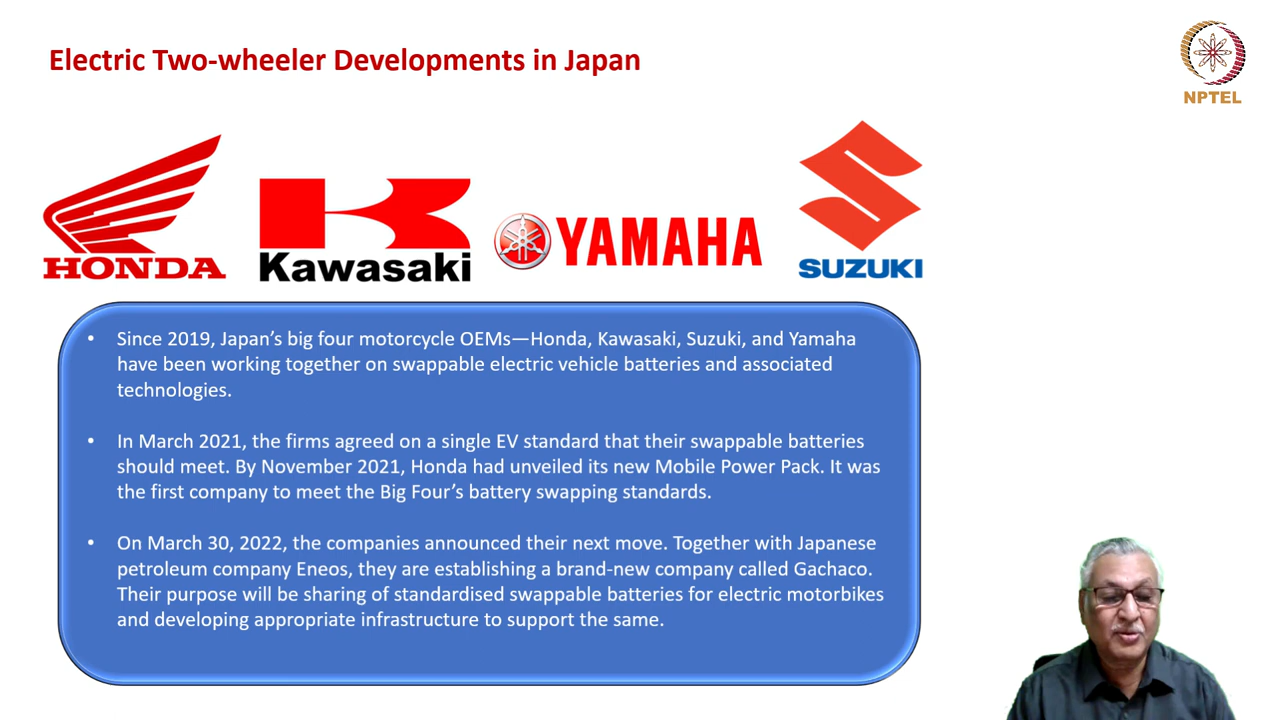 Electric Two-wheeler Developments in Japan
NPTEL
HONDA
Kawasaki
YAMAHA
SUZUKI
• Since 2019, Japan’s big four motorcycle OEMs—Honda, Kawasaki, Suzuki, and Yamaha
have been working together on swappable electric vehicle batteries and associated
technologies.
• In March 2021, the firms agreed on a single EV standard that their swappable batteries
should meet. By November 2021, Honda had unveiled its new Mobile Power Pack. It was
the first company to meet the Big Four’s battery swapping standards.
• On March 30, 2022, the companies announced their next move. Together with Japanese
petroleum company Eneos, they are establishing a brand-new company called Gachaco.
Their purpose will be sharing of standardised swappable batteries for electric motorbikes
and developing appropriate infrastructure to support the same.